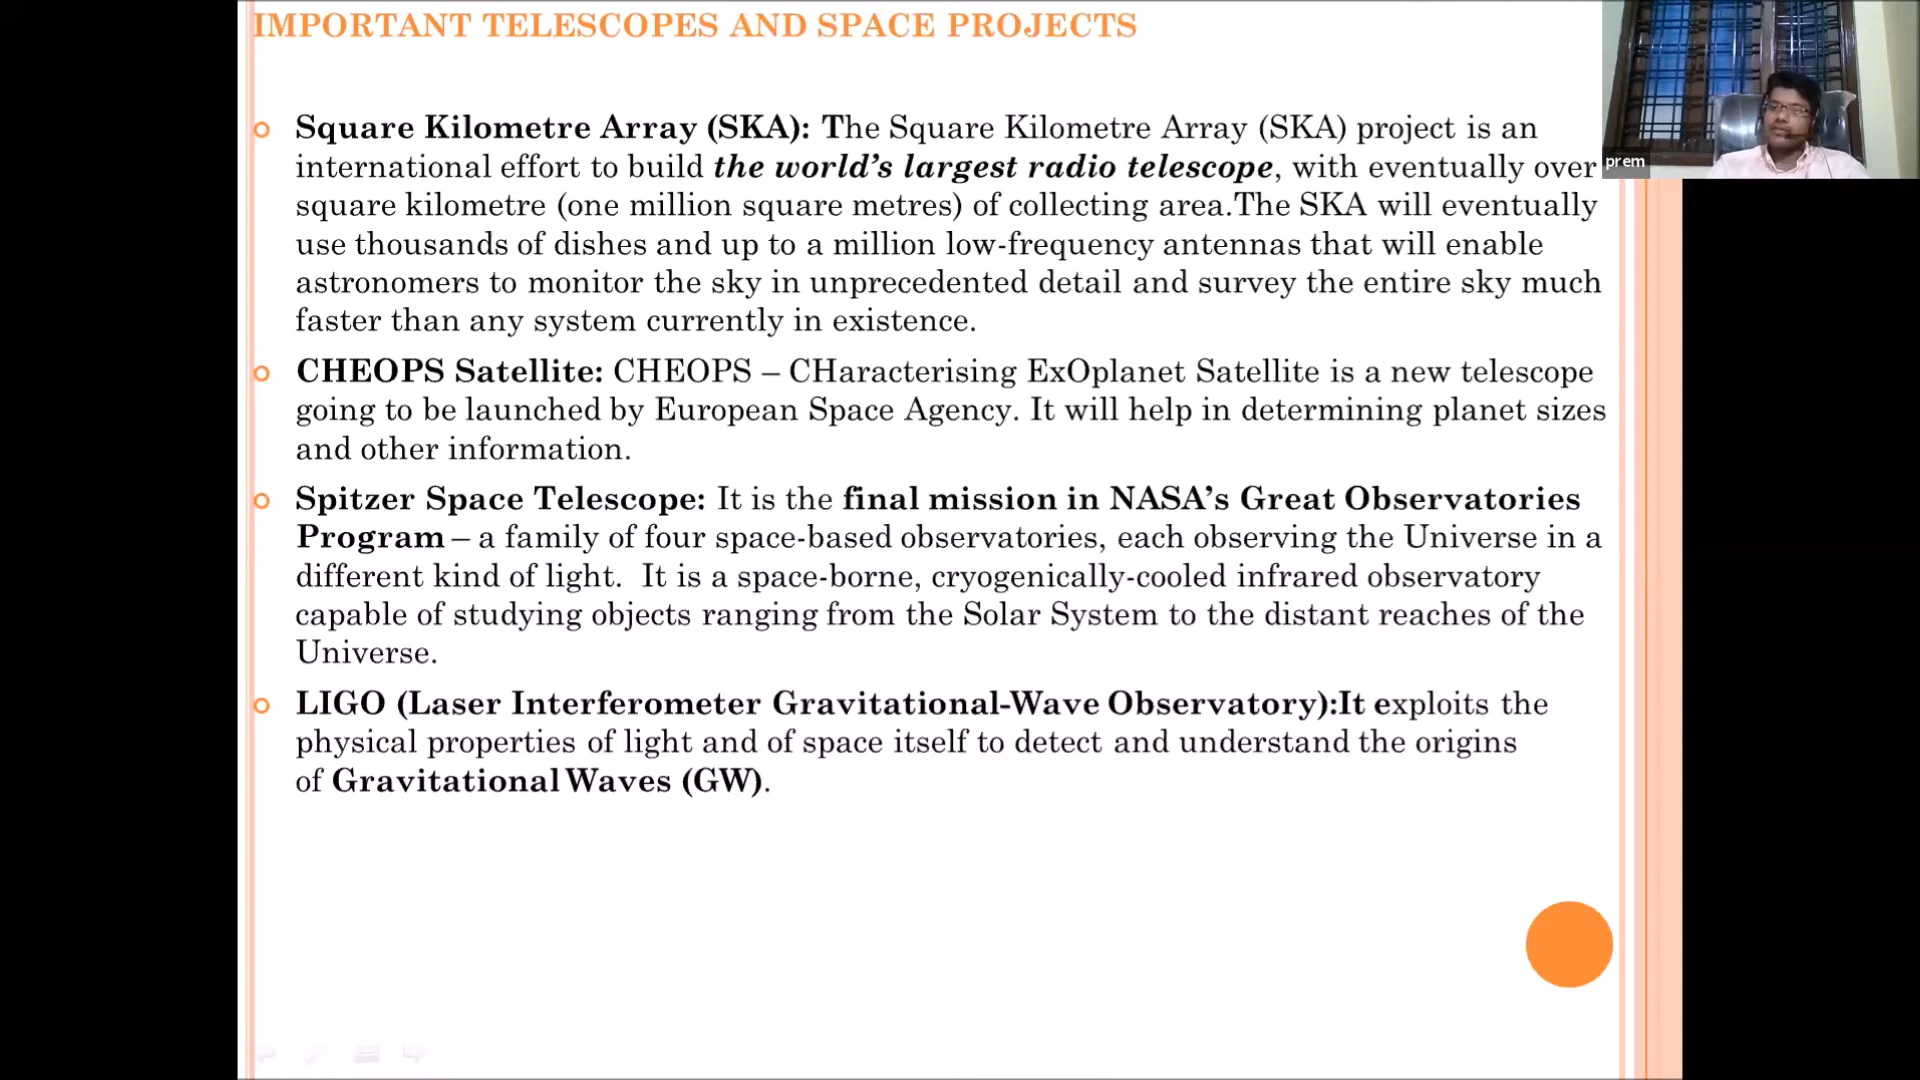 IMPORTANT TELESCOPES AND SPACE PROJECTS
Square Kilometre Array (SKA): The Square Kilometre Array (SKA) project is an
international effort to build the world’s largest radio telescope, with eventually over
square kilometre (one million square metres) of collecting area.The SKA will eventually
use thousands of dishes and up to a million low-frequency antennas that will enable
astronomers to monitor the sky in unprecedented detail and survey the entire sky much
faster than any system currently in existence.
CHEOPS Satellite: CHEOPS – CHaracterising ExOplanet Satellite is a new telescope
going to be launched by European Space Agency. It will help in determining planet sizes
and other information.
Spitzer Space Telescope: It is the final mission in NASA’s Great Observatories
Program – a family of four space-based observatories, each observing the Universe in a
different kind of light.  It is a space-borne, cryogenically-cooled infrared observatory
capable of studying objects ranging from the Solar System to the distant reaches of the
Universe.
LIGO (Laser Interferometer Gravitational-Wave Observatory):It exploits the
physical properties of light and of space itself to detect and understand the origins
of Gravitational Waves (GW).
prem